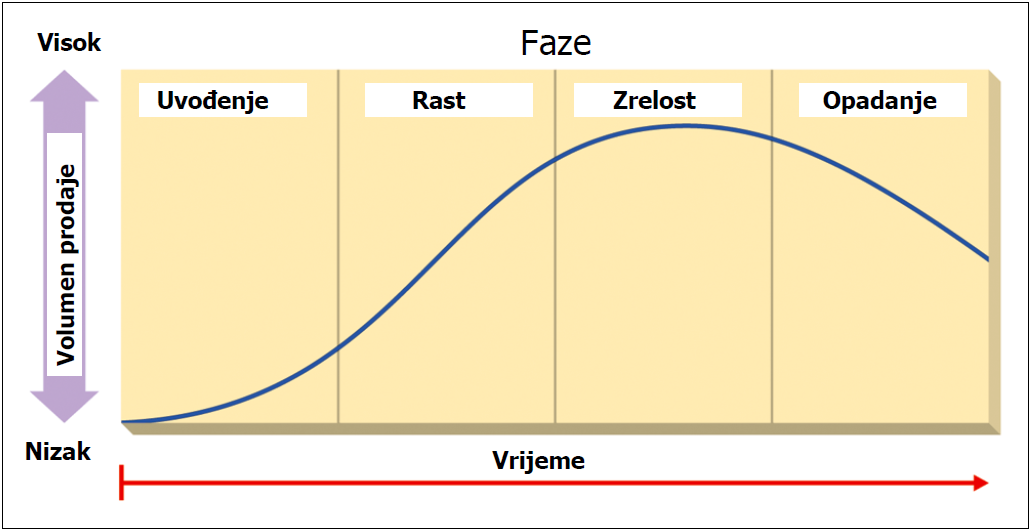 Visok
Faze
Uvođenje
Rast
Zrelost
Opadanje
Volumen prodaje
Nizak
Vrijeme